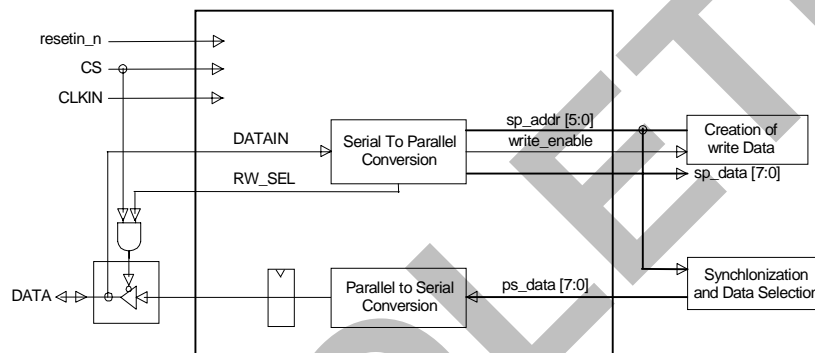 resetin_n
CS
CLKIN
DATAIN
RW_SEL
Serial To Parallel
Conversion
sp_addr [5:0]
write_enable
sp_data [7:0]
Creation of
write Data
DATA
Parallel to Serial
Conversion
ps_data [7:0]
Synchlonization
and Data Selection